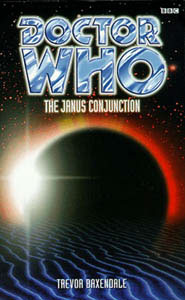 BBC
DOCTOR
WHO
THE JANUS CONJUNCTION
TREVOR BAXENDALE